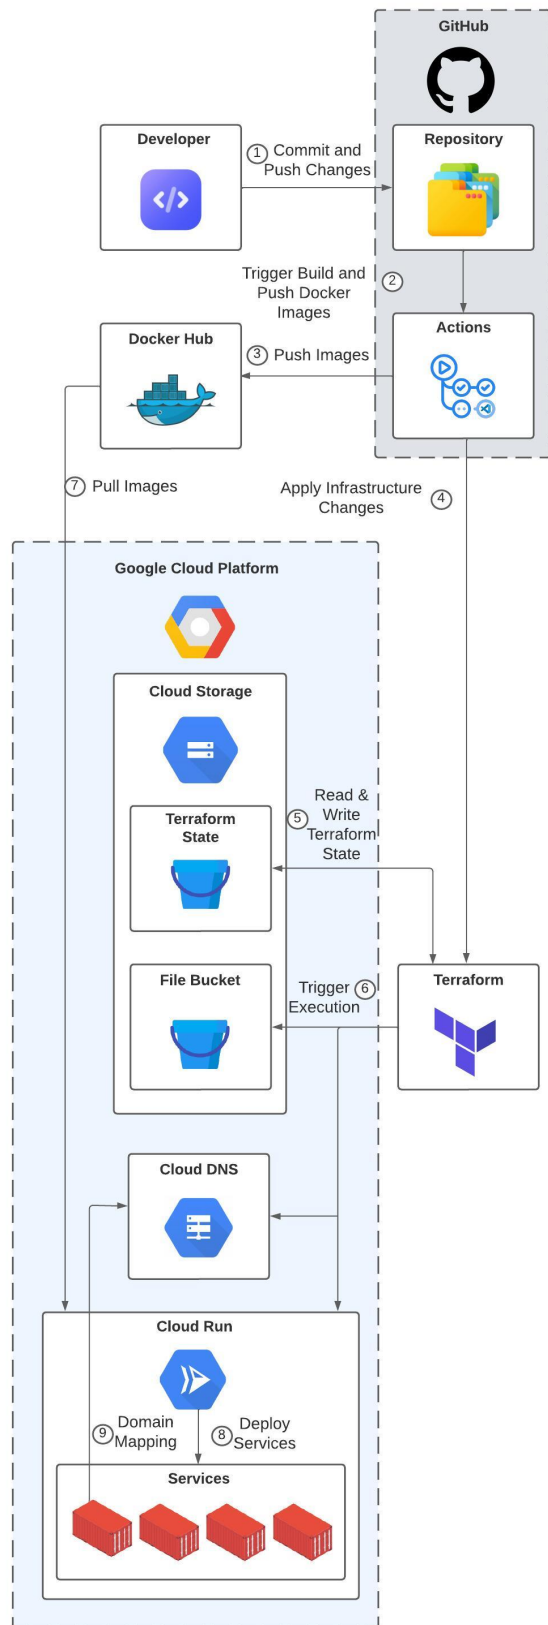 GitHub
Developer
Repository
1 Commit and
Push Changes
Trigger Build and
Push Docker
Images
2
Docker Hub
Actions
3 Push Images
7 Pull Images
Apply Infrastructure
Changes
4
Google Cloud Platform
Cloud Storage
Terraform
State
5
Read &
Write
Terraform
State
File Bucket
Trigger 6
Execution
Terraform
Cloud DNS
Cloud Run
9 Domain
Mapping
8 Deploy
Services
Services